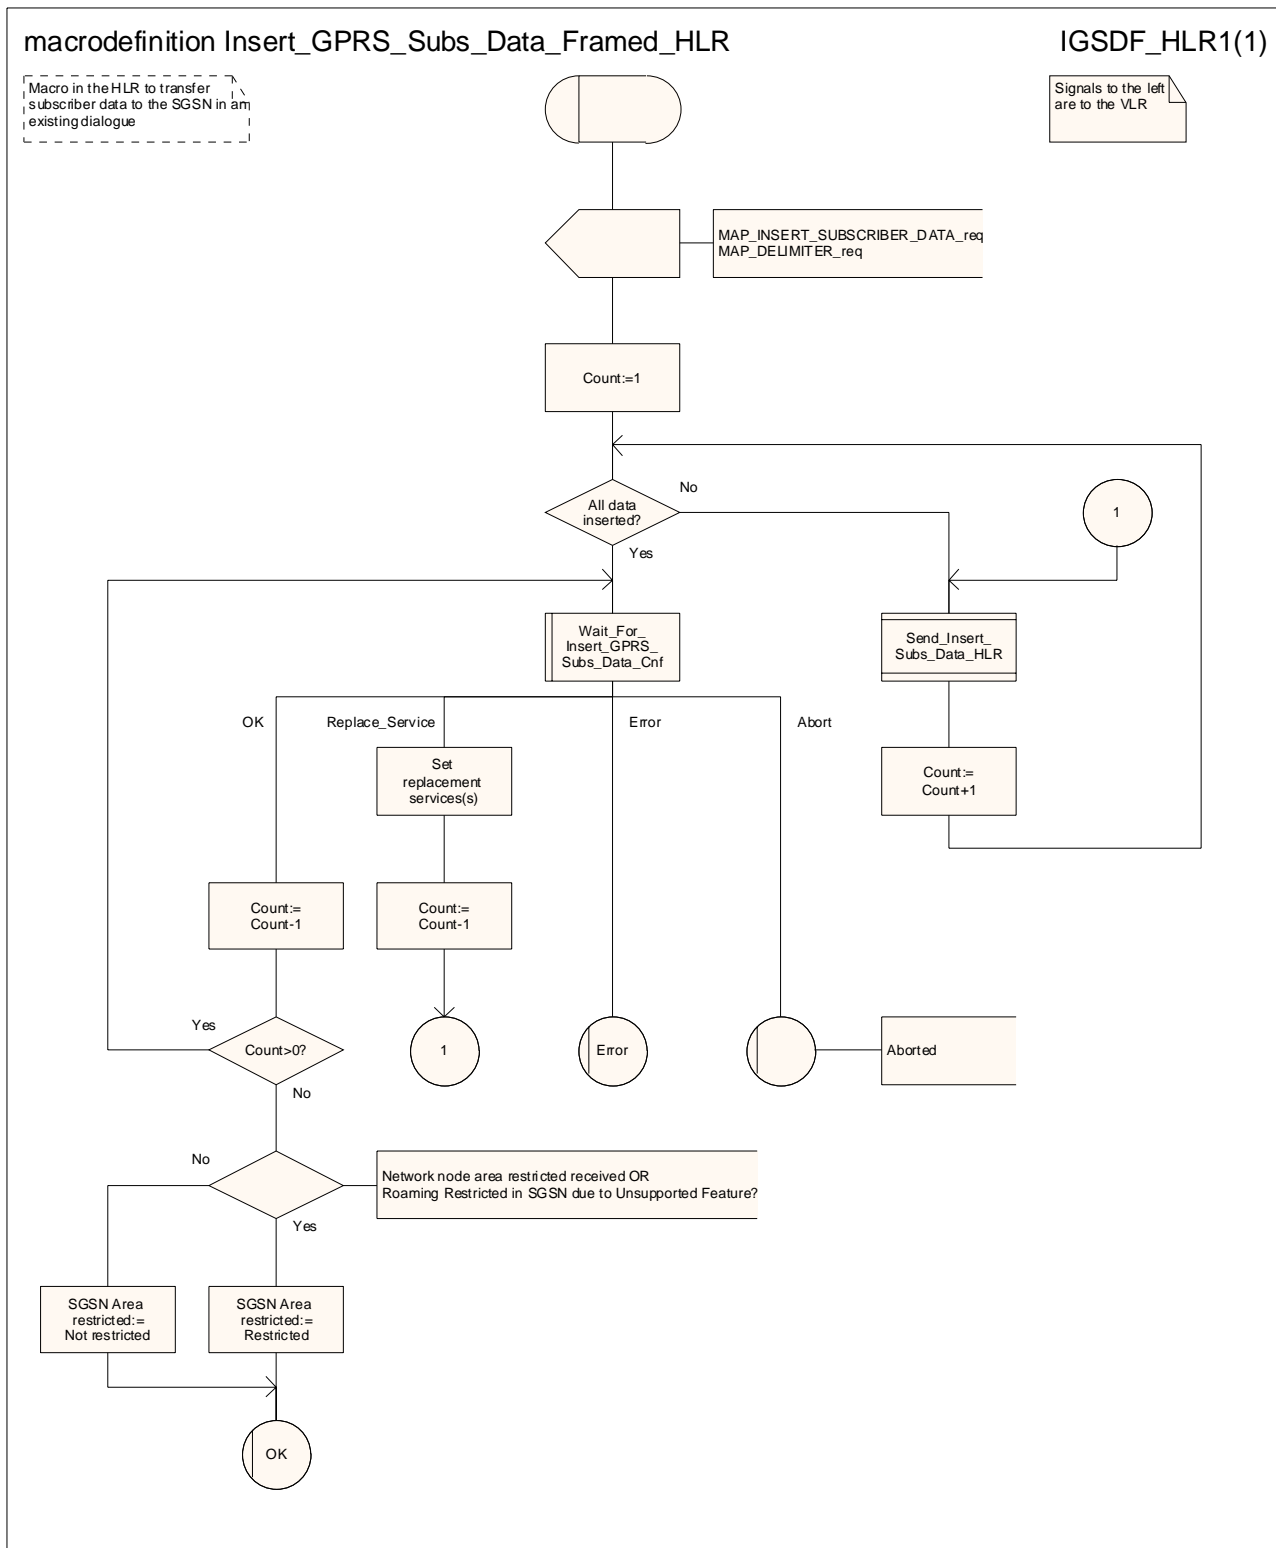 macrodefinition Insert_GPRS_Subs_Data_Framed_HLR
IGSDF_HLR1(1)
Macro in the HLR to transfer
subscriber data to the SGSN in an
existing dialogue
Signals to the left
are to the VLR
MAP_INSERT_SUBSCRIBER_DATA_req
MAP_DELIMITER_req
Count:=1
All data
inserted?
No
Yes
1
Wait_For_
Insert_GPRS_
Subs_Data_Cnf
Send_Insert_
Subs_Data_HLR
OK
Replace_Service
Error
Abort
Set
replacement
services(s)
Count:=
Count+1
Count:=
Count-1
Count:=
Count-1
Yes
Count>0?
No
1
Error
Aborted
No
Network node area restricted received OR
Roaming Restricted in SGSN due to Unsupported Feature?
Yes
SGSN Area
restricted:=
Not restricted
SGSN Area
restricted:=
Restricted
OK